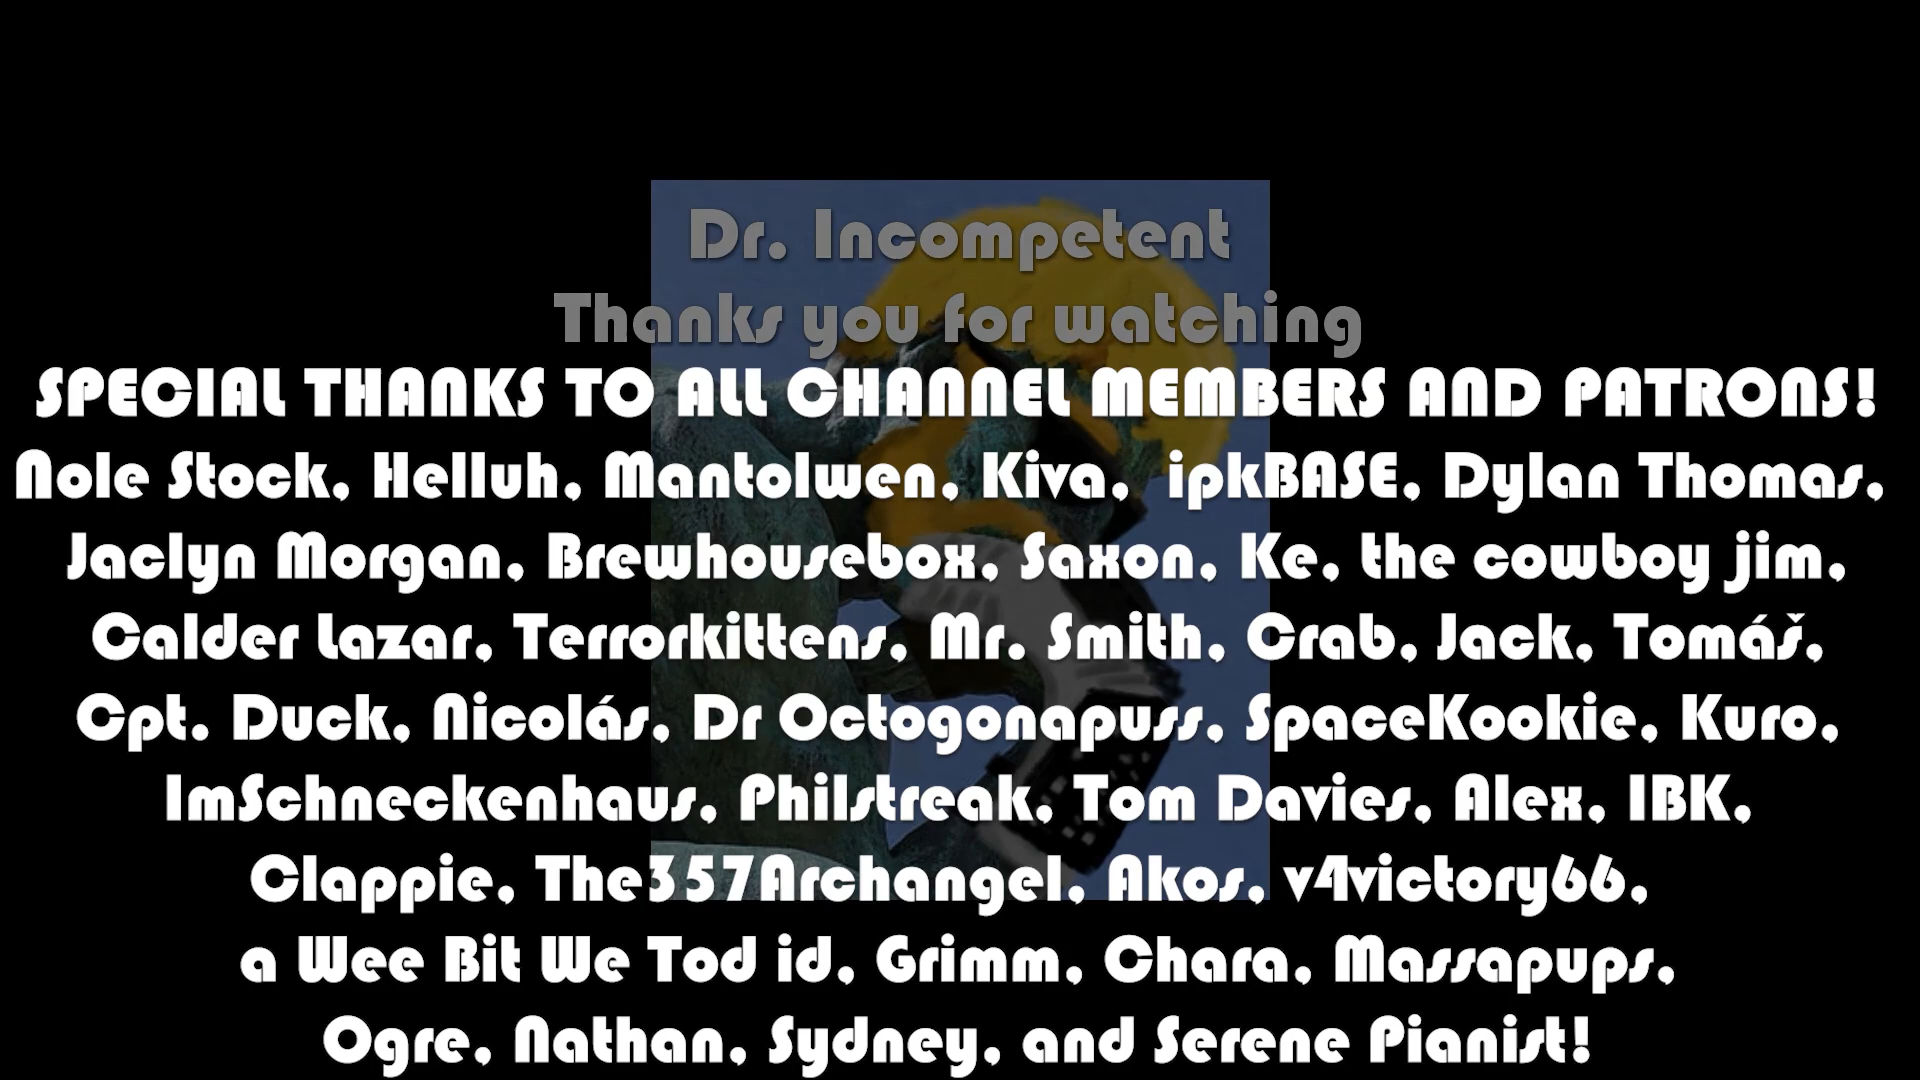 Dr. Incompetent
Thanks you for watching
SPECIAL THANKS TO ALL CHANNEL MEMBERS AND PATRONS!
Nole Stock, Helluh, Mantolwen, Kiva, ipkBASE, Dylan Thomas,
Jaclyn Morgan, Brewhousebox, Saxon, Ke, the cowboy jim,
Calder Lazar, Terrorkittens, Mr. Smith, Crab, Jack, Tomáš,
Cpt. Duck, Nicolás, Dr Octogonapuss, SpaceKookie, Kuro,
ImSchneckenhaus, Philstreak, Tom Davies, Alex, IBK,
Clappie, The357Archangel, Akos, v4victory66,
a Wee Bit We Tod id, Grimm, Chara, Massapups,
Ogre, Nathan, Sydney, and Serene Pianist!